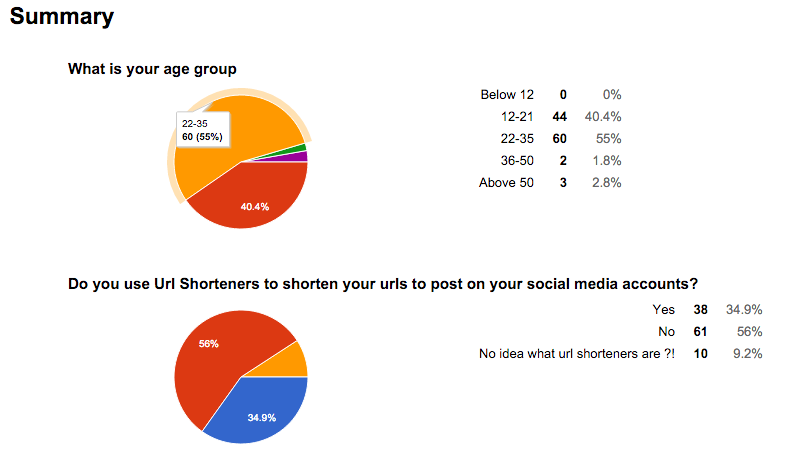 Summary
What is your age group
22-35
60 (55%)
40.4%
Below 12 0 0%
12-21 44 40.4%
22-35 60 55%
36-50 2 1.8%
Above 50 3 2.8%
Do you use Url Shorteners to shorten your urls to post on your social media accounts?
56%
34.9%
Yes 38 34.9%
No 61 56%
No idea what url shorteners are ?! 10 9.2%